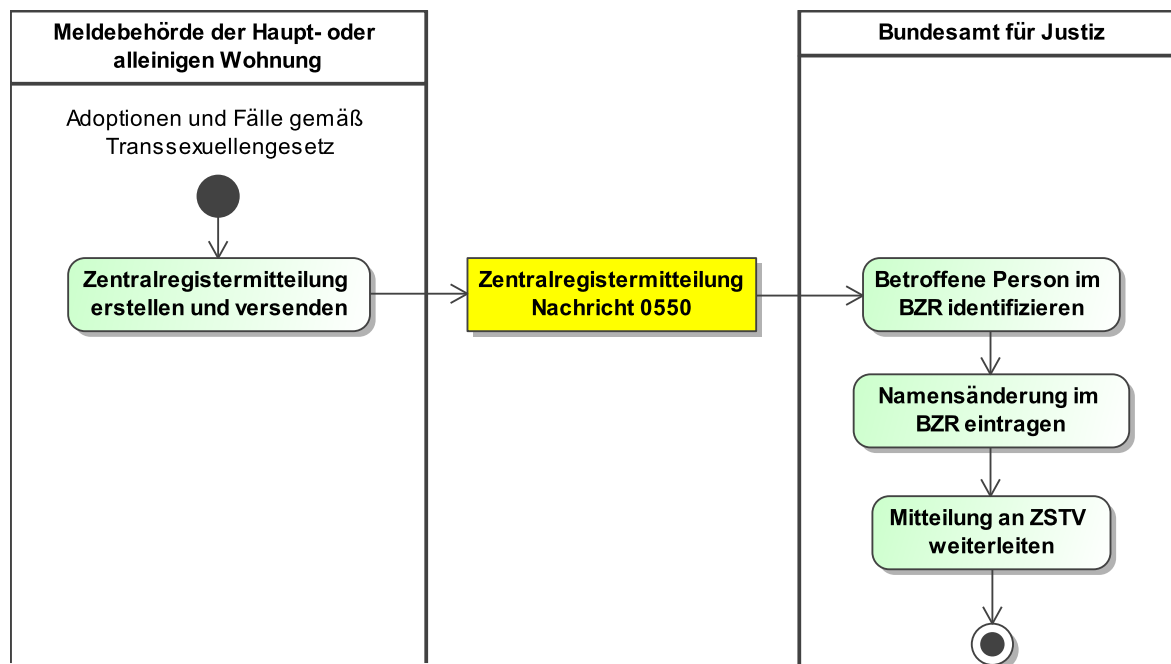 Meldebehörde der Haupt- oder
alleinigen Wohnung
Bundesamt für Justiz
Adoptionen und Fälle gemäß
Transsexuellengesetz
Zentralregistermitteilung
erstellen und versenden
Zentralregistermitteilung
Nachricht 0550
Betroffene Person im
BZR identifizieren
Namensänderung im
BZR eintragen
Mitteilung an ZSTV
weiterleiten